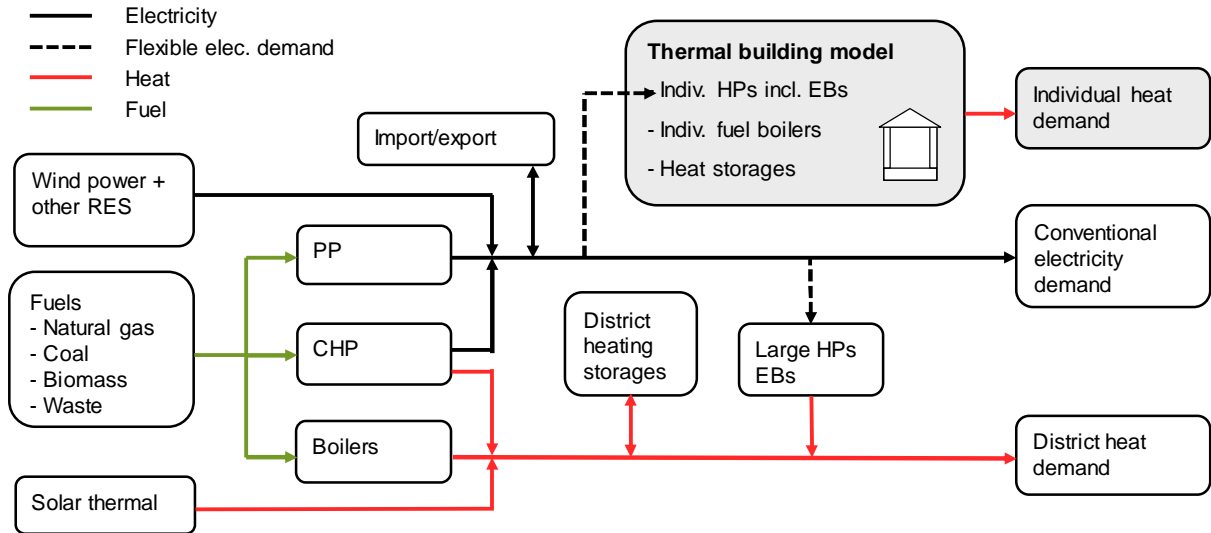 Electricity
Flexible elec. demand
Heat
Fuel
Thermal building model
- Indiv. HPs incl. EBs
- Indiv. fuel boilers
- Heat storages
Individual heat
demand
Import/export
Wind power +
other RES
PP
Conventional
electricity
demand
Fuels
- Natural gas
- Coal
- Biomass
- Waste
CHP
District
heating
storages
Large HPs
EBs
Boilers
District heat
demand
Solar thermal